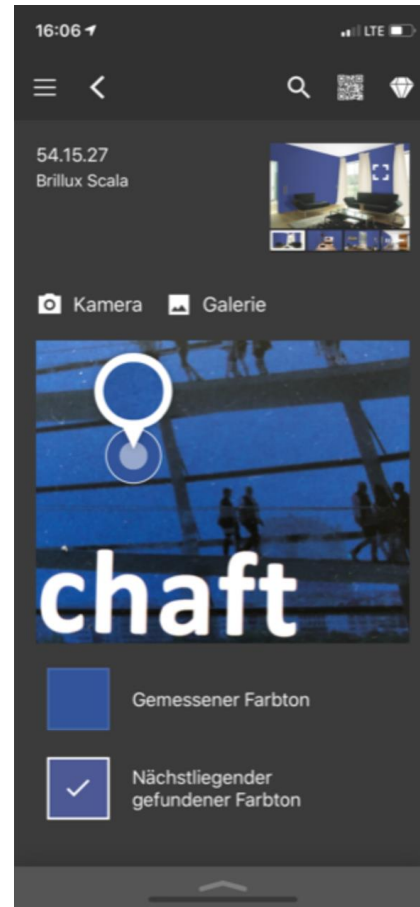 16:06
LTE
54.15.27
Brillux Scala
Kamera
Galerie
chaft
Gemessener Farbton
Nächstliegender
gefundener Farbton